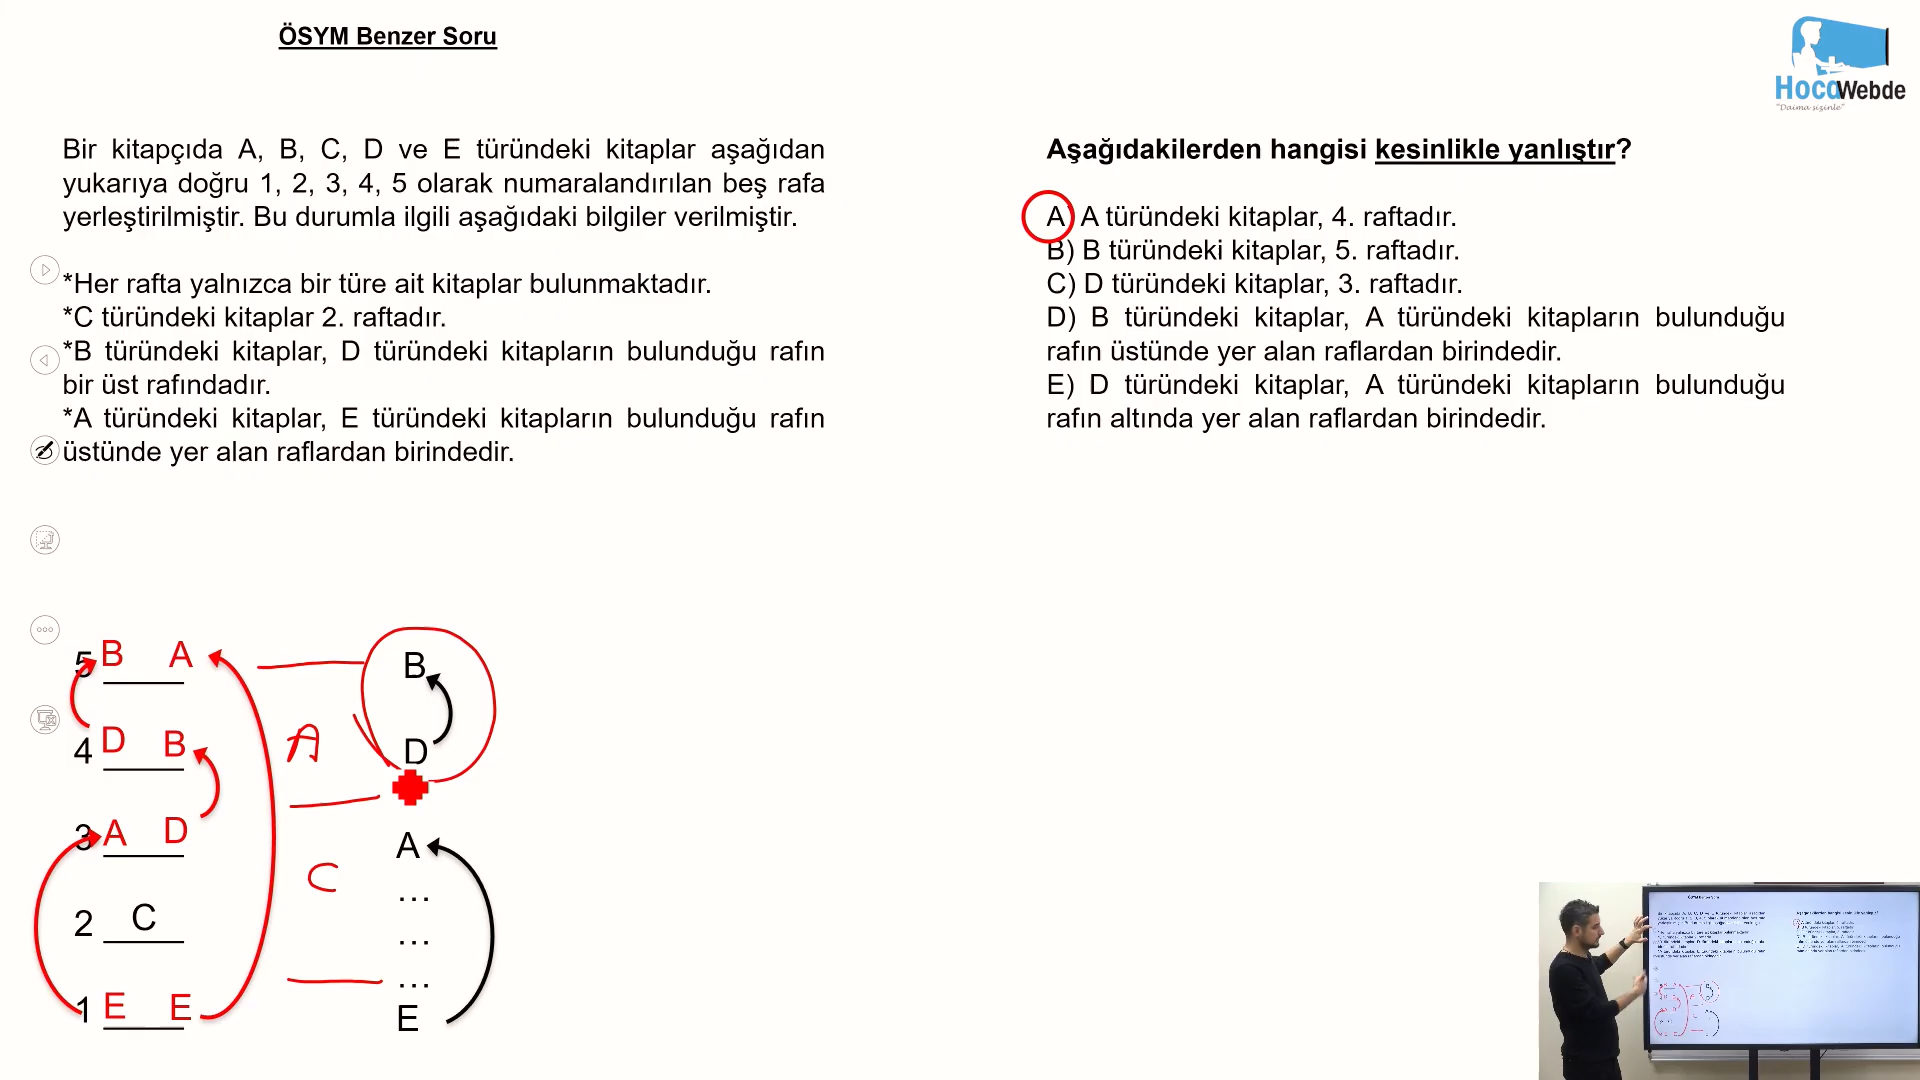 ÖSYM Benzer Soru
HocaWebde
"Daima sizinle"
Bir kitapçıda A, B, C, D ve E türündeki kitaplar aşağıdan
yukarıya doğru 1, 2, 3, 4, 5 olarak numaralandırılan beş rafa
yerleştirilmiştir. Bu durumla ilgili aşağıdaki bilgiler verilmiştir.
*Her rafta yalnızca bir türe ait kitaplar bulunmaktadır.
*C türündeki kitaplar 2. raftadır.
*B türündeki kitaplar, D türündeki kitapların bulunduğu rafın
bir üst rafındadır.
*A türündeki kitaplar, E türündeki kitapların bulunduğu rafın
üstünde yer alan raflardan birindedir.
Aşağıdakilerden hangisi kesinlikle yanlıştır?
A) A türündeki kitaplar, 4. raftadır.
B) B türündeki kitaplar, 5. raftadır.
C) D türündeki kitaplar, 3. raftadır.
D) B türündeki kitaplar, A türündeki kitapların bulunduğu
rafın üstünde yer alan raflardan birindedir.
E) D türündeki kitaplar, A türündeki kitapların bulunduğu
rafın altında yer alan raflardan birindedir.
5 B A
4 D B
3 A D
2 C
1 E E
A
C
B
D
A
...
...
...
E